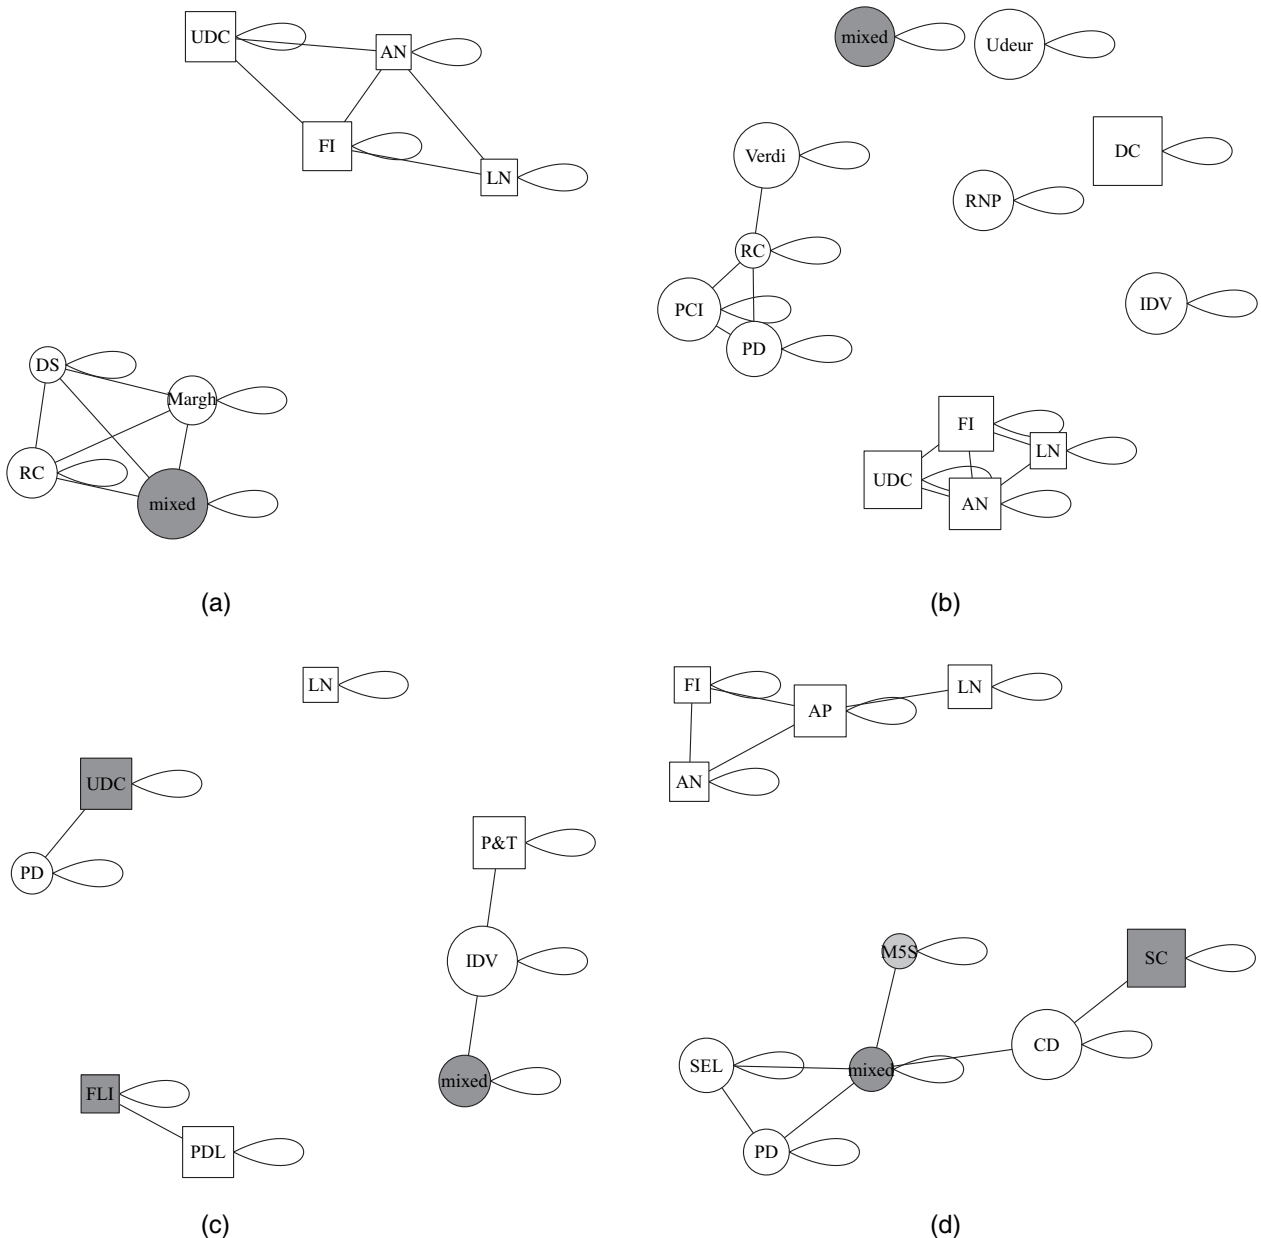 UDC
AN
FI
LN
DS
Margh
RC
mixed
(a)
mixed
Udeur
Verdi
DC
RNP
RC
PCI
IDV
PD
FI
LN
UDC
AN
(b)
LN
UDC
P&T
PD
IDV
mixed
FLI
PDL
(c)
FI
AP
LN
AN
M5S
SC
CD
SEL
mixed
PD
(d)